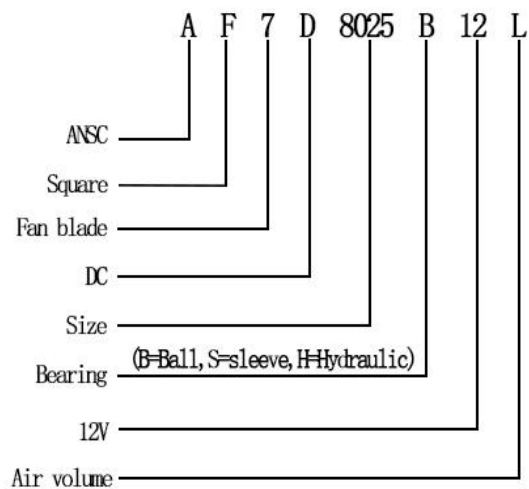 A F 7 D 8025 B 12 L
ANSC
Square
Fan blade
DC
Size
(B=Ball, S=sleeve, H=Hydraulic)
Bearing
12V
Air volume